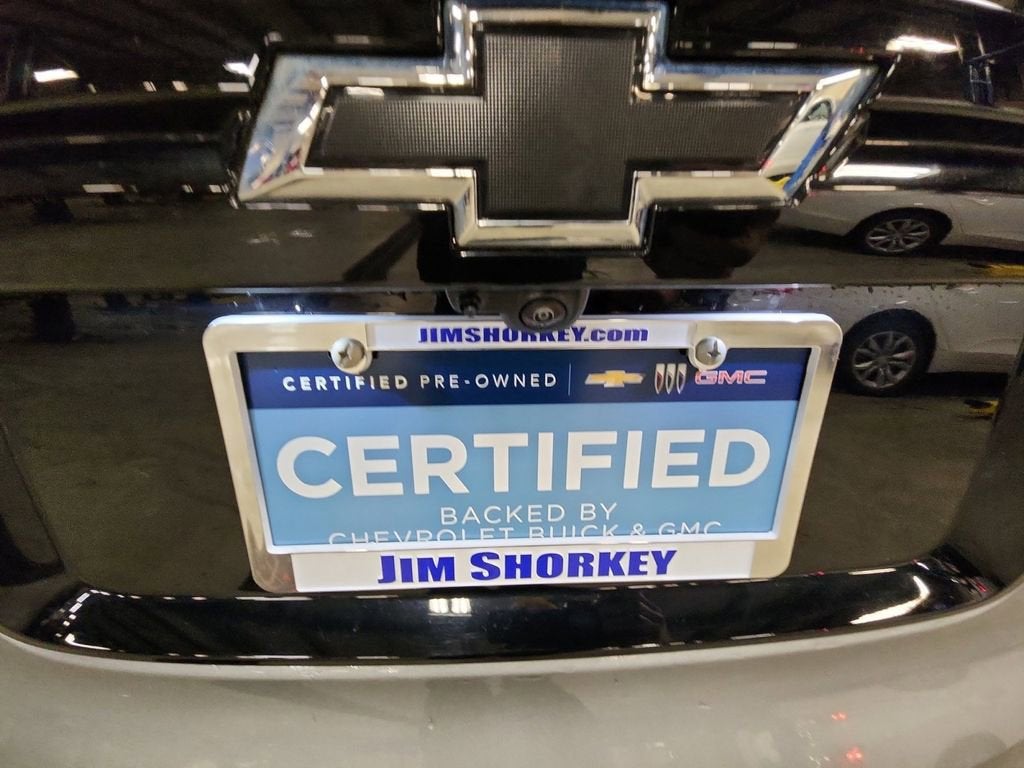 JIMSHORKEY.com
CERTIFIED PRE-OWNED GMC
CERTIFIED
BACKED BY
CHEVROLET BUICK & GMC
JIM SHORKEY